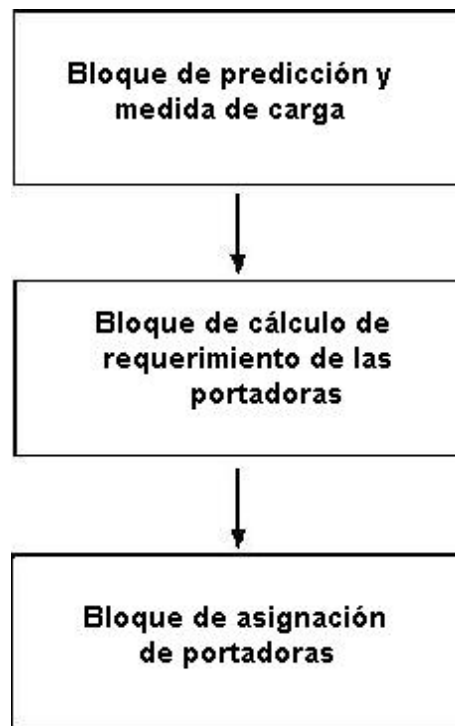 Bloque de predicción y
medida de carga
Bloque de cálculo de
requerimiento de las
portadoras
Bloque de asignación
de portadoras